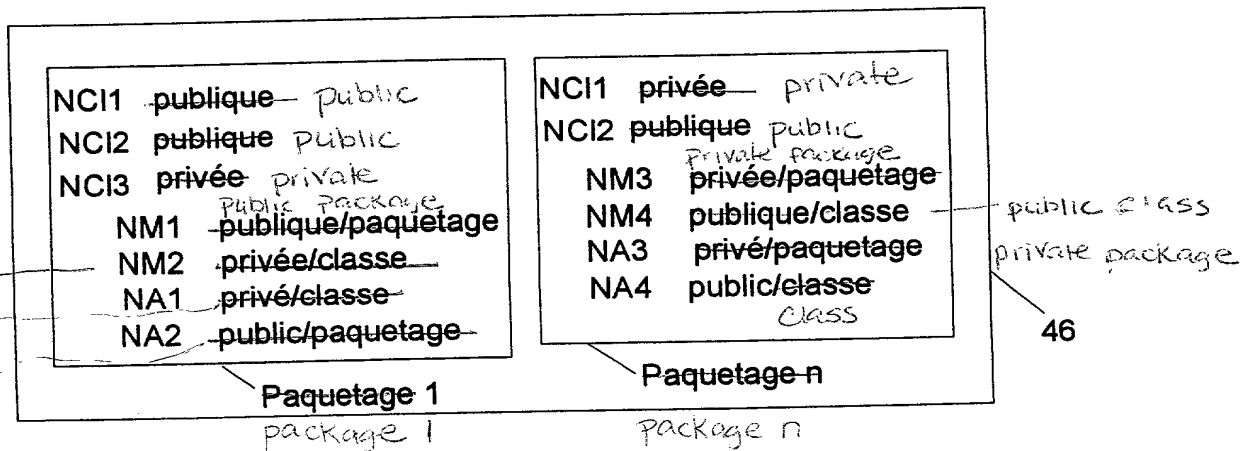 NCI1 publique public
NCI2 publique public
NCI3 privée private
public package
NM1 publique/paquetage
NM2 privée/classe
NA1 privé/classe
NA2 public/paquetage
Paquetage 1
package 1
NCI1 privée private
NCI2 publique public
private package
NM3 privée/paquetage
NM4 publique/classe public class
NA3 privé/paquetage private package
NA4 public/classe
class
Paquetage n
package n
46